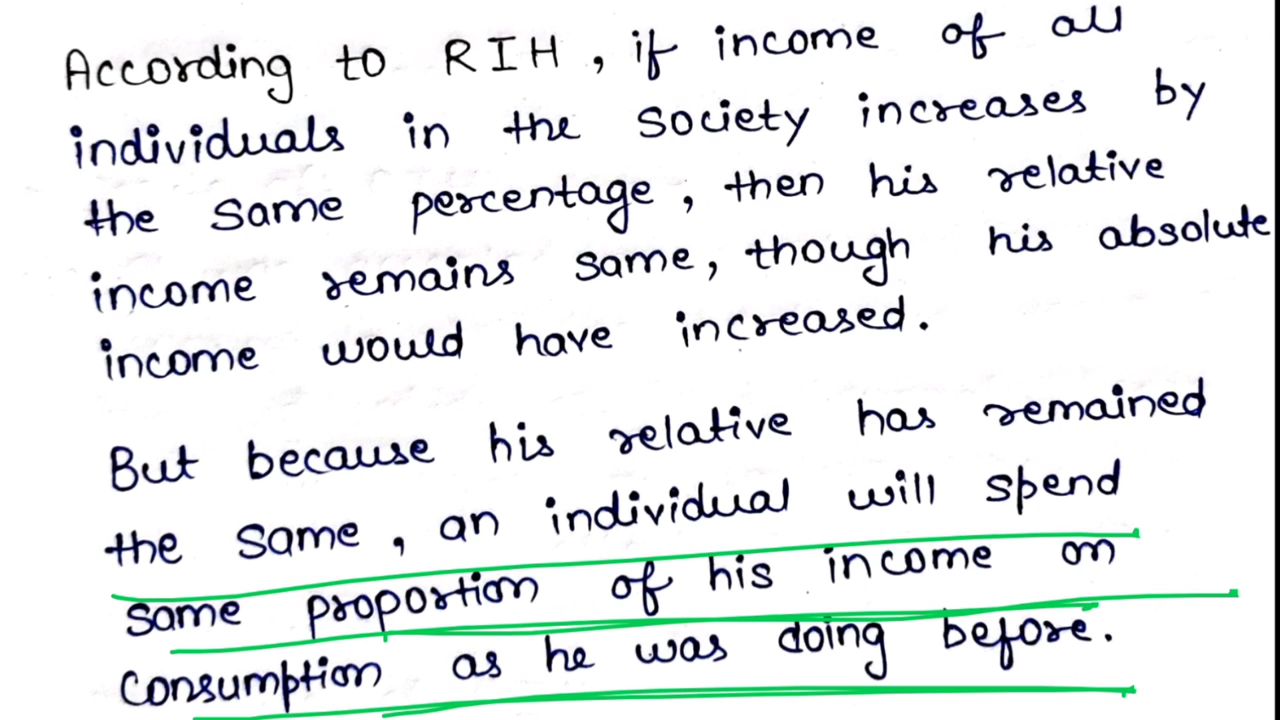 According to RIH, if income of all
individuals in the society increases by
the same percentage, then his relative
income remains same, though his absolute
income would have increased.
But because his relative has remained
the same, an individual will spend
same proportion of his income on
consumption as he was doing before.